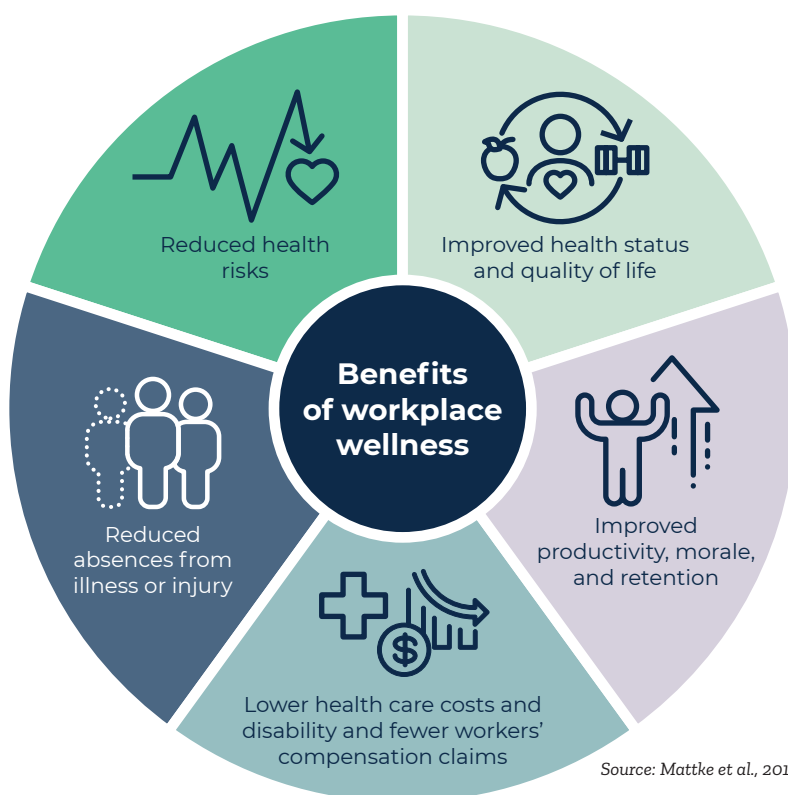 Benefits
of workplace
wellness
Improved health status
and quality of life
Improved
productivity, morale,
and retention
Lower health care costs and
disability and fewer workers’
compensation claims
Reduced
absences from
illness or injury
Reduced health
risks
$
Source: Mattke et al.,